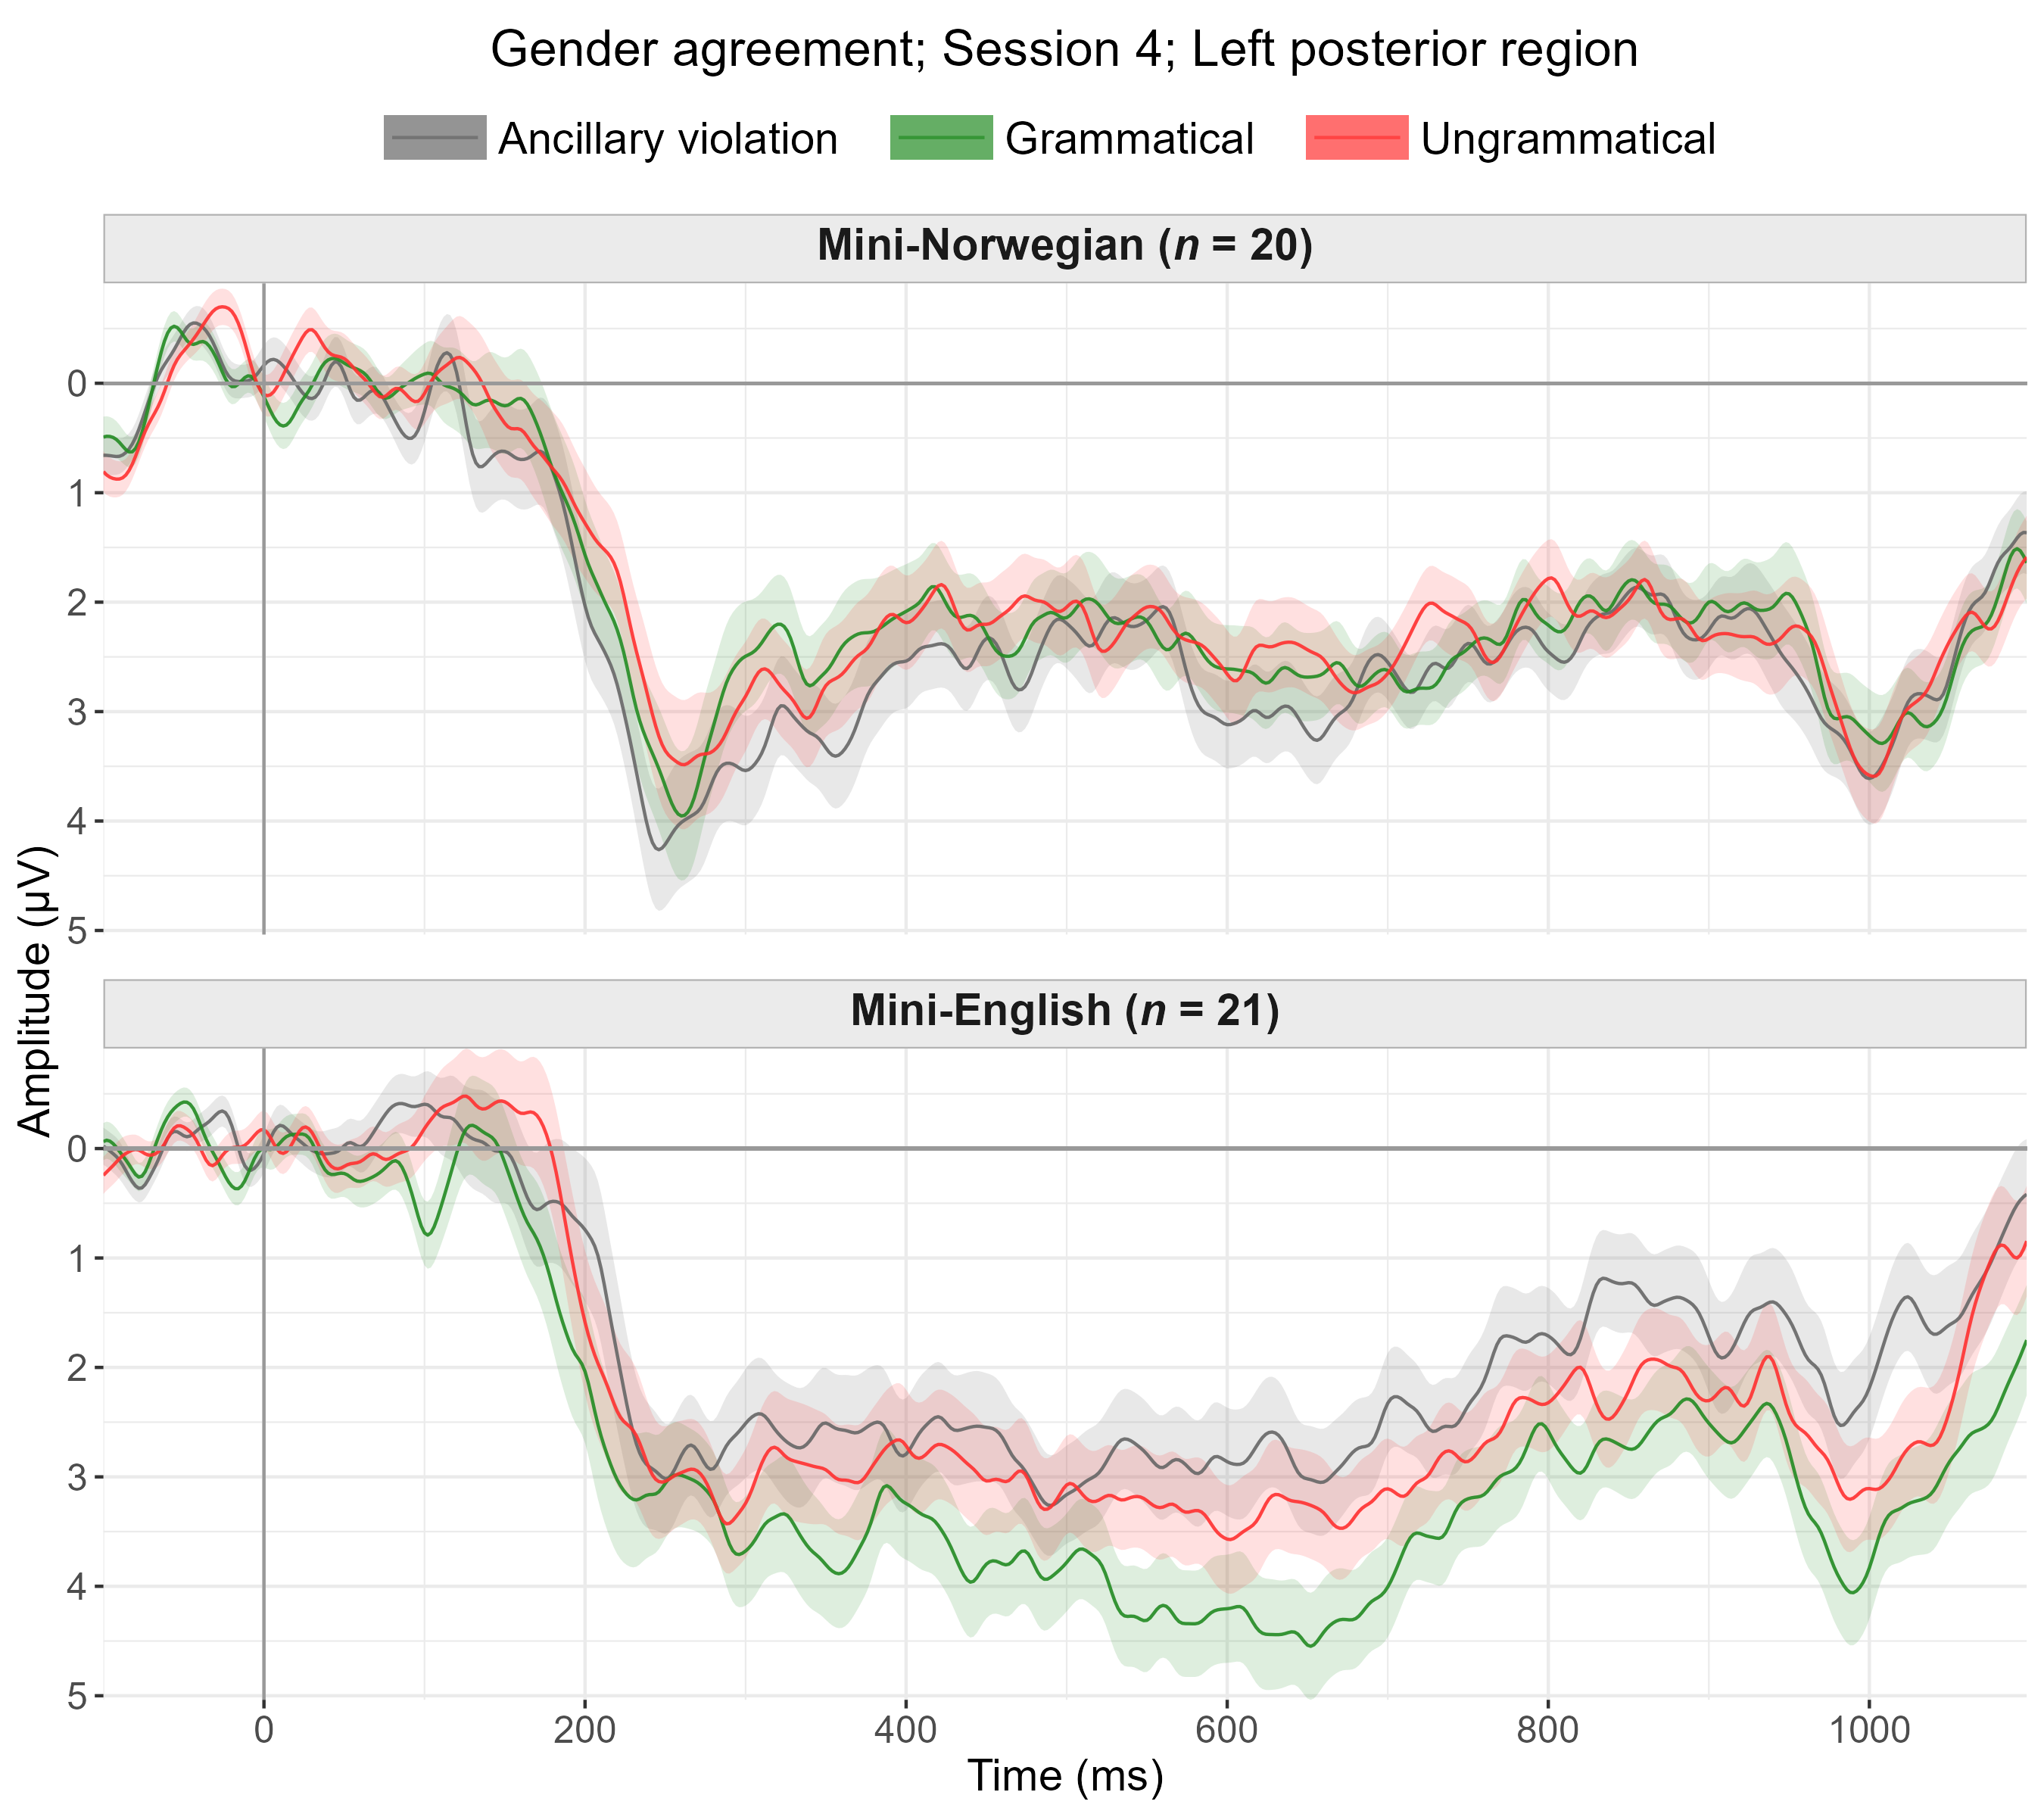 Gender agreement; Session 4; Left posterior region
Ancillary violation Grammatical Ungrammatical
Mini-Norwegian (n = 20)
0
1
2
3
4
5
Amplitude (µV)
Mini-English (n = 21)
0
1
2
3
4
5
0 200 400 600 800 1000
Time (ms)